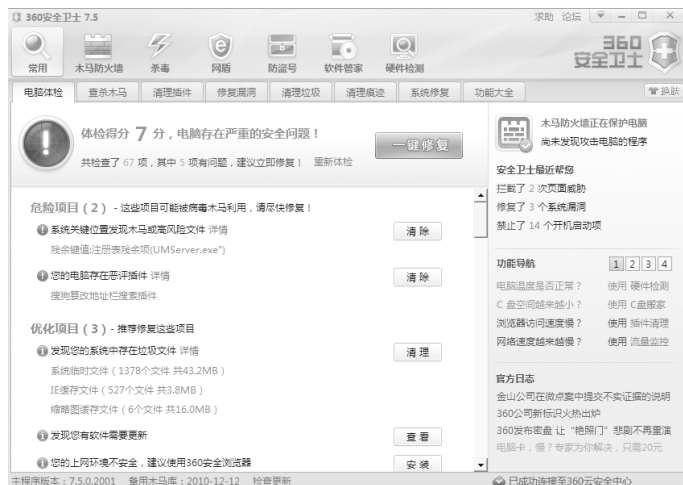 360安全卫士 7.5
求助 论坛
常用 木马防火墙 杀毒 网盾 防盗号 软件管家 硬件检测
360
安全卫士
电脑体检 查杀木马 清理插件 修复漏洞 清理垃圾 清理痕迹 系统修复 功能大全 换肤
体检得分 7 分，电脑存在严重的安全问题！
共检查了 67 项，其中 5 项有问题，建议立即修复！ 重新体检
一键修复
危险项目（2）- 这些项目可能被病毒木马利用，请尽快修复！
系统关键位置发现木马或高风险文件 详情
清除
残余键值:注册表残余项(UMServer.exe")
您的电脑存在恶评插件 详情
清除
搜狗篡改地址栏搜索插件
优化项目（3）- 推荐修复这些项目
发现您的系统中存在垃圾文件 详情
清理
系统临时文件（1378个文件 共43.2MB）
IE缓存文件（527个文件 共3.8MB）
缩略图缓存文件（6个文件 共16.0MB）
发现您有软件需要更新
查看
您的上网环境不安全，建议使用360安全浏览器
安装
木马防火墙正在保护电脑
尚未发现攻击电脑的程序
安全卫士最近帮您
拦截了 2 次页面威胁
修复了 3 个系统漏洞
禁止了 14 个开机启动项
功能导航 1 2 3 4
电脑温度是否正常？ 使用 硬件检测
C 盘空间越来越小？ 使用 C盘搬家
浏览器访问速度慢？ 使用 插件清理
网络速度越来越慢？ 使用 流量监控
官方日志
金山公司在微点案中提交不实证据的说明
360公司新标识火热出炉
360发布密盘 让“艳照门”悲剧不再重演
电脑卡，慢？专家为你解决，只需20元
主程序版本：7.5.0.2001 备用木马库：2010-12-12 检查更新
已成功连接至360云安全中心